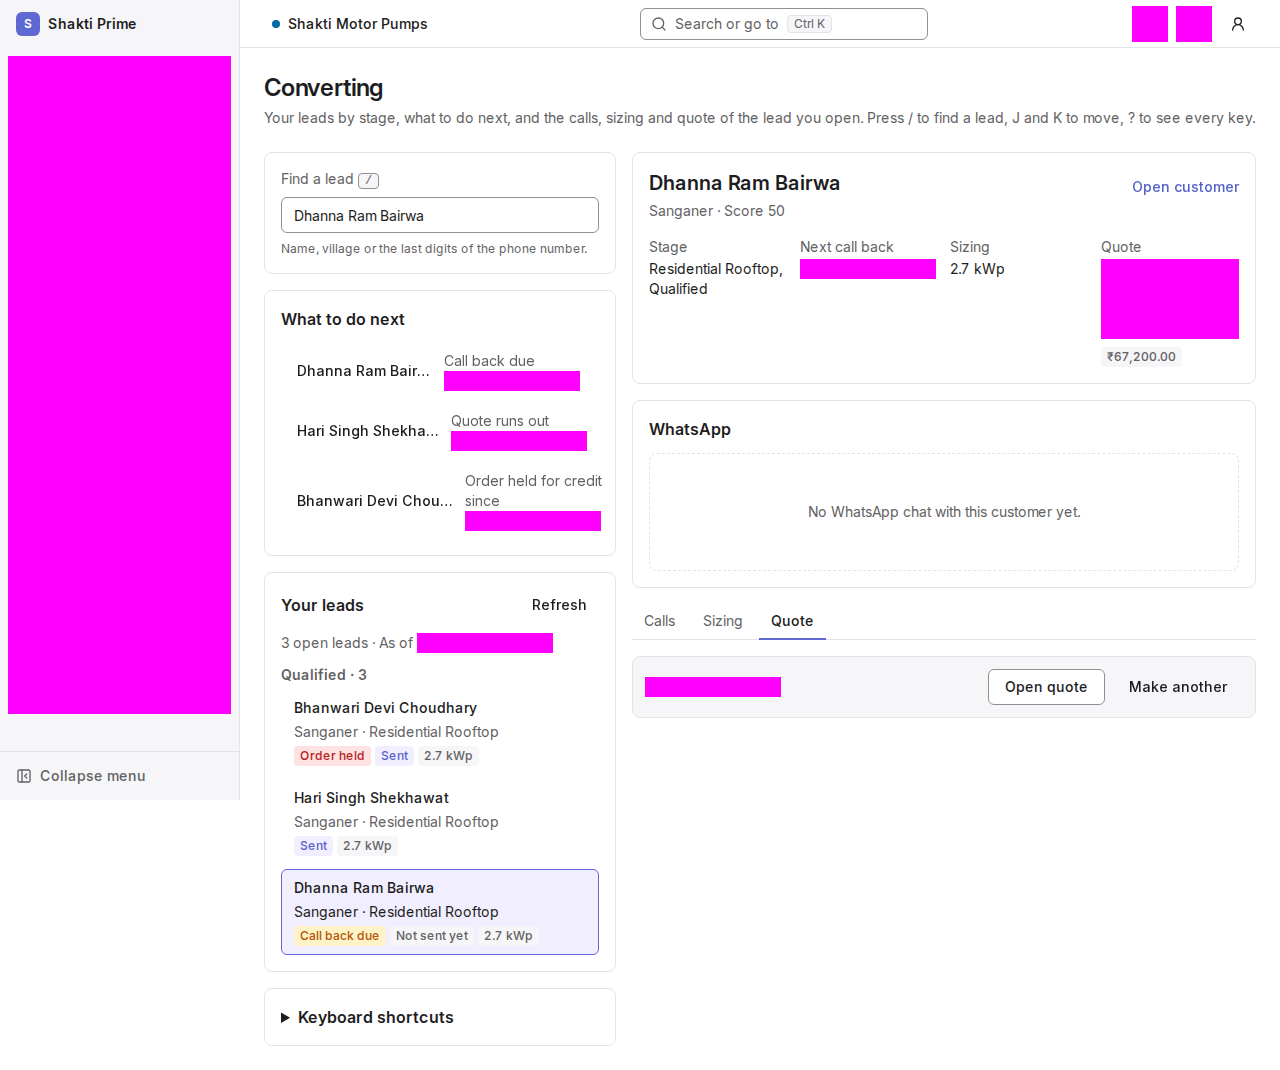 S Shakti Prime
Shakti Motor Pumps
Search or go to Ctrl K
Converting
Your leads by stage, what to do next, and the calls, sizing and quote of the lead you open. Press / to find a lead, J and K to move, ? to see every key.
Find a lead /
Dhanna Ram Bairwa
Name, village or the last digits of the phone number.
What to do next
Dhanna Ram Bair…
Call back due
Hari Singh Shekha…
Quote runs out
Bhanwari Devi Chou…
Order held for credit
since
Your leads
Refresh
3 open leads · As of
Qualified · 3
Bhanwari Devi Choudhary
Sanganer · Residential Rooftop
Order held Sent 2.7 kWp
Hari Singh Shekhawat
Sanganer · Residential Rooftop
Sent 2.7 kWp
Dhanna Ram Bairwa
Sanganer · Residential Rooftop
Call back due Not sent yet 2.7 kWp
Keyboard shortcuts
Dhanna Ram Bairwa
Open customer
Sanganer · Score 50
Stage
Residential Rooftop,
Qualified
Next call back
Sizing
2.7 kWp
Quote
₹67,200.00
WhatsApp
No WhatsApp chat with this customer yet.
Calls Sizing Quote
Open quote Make another
Collapse menu